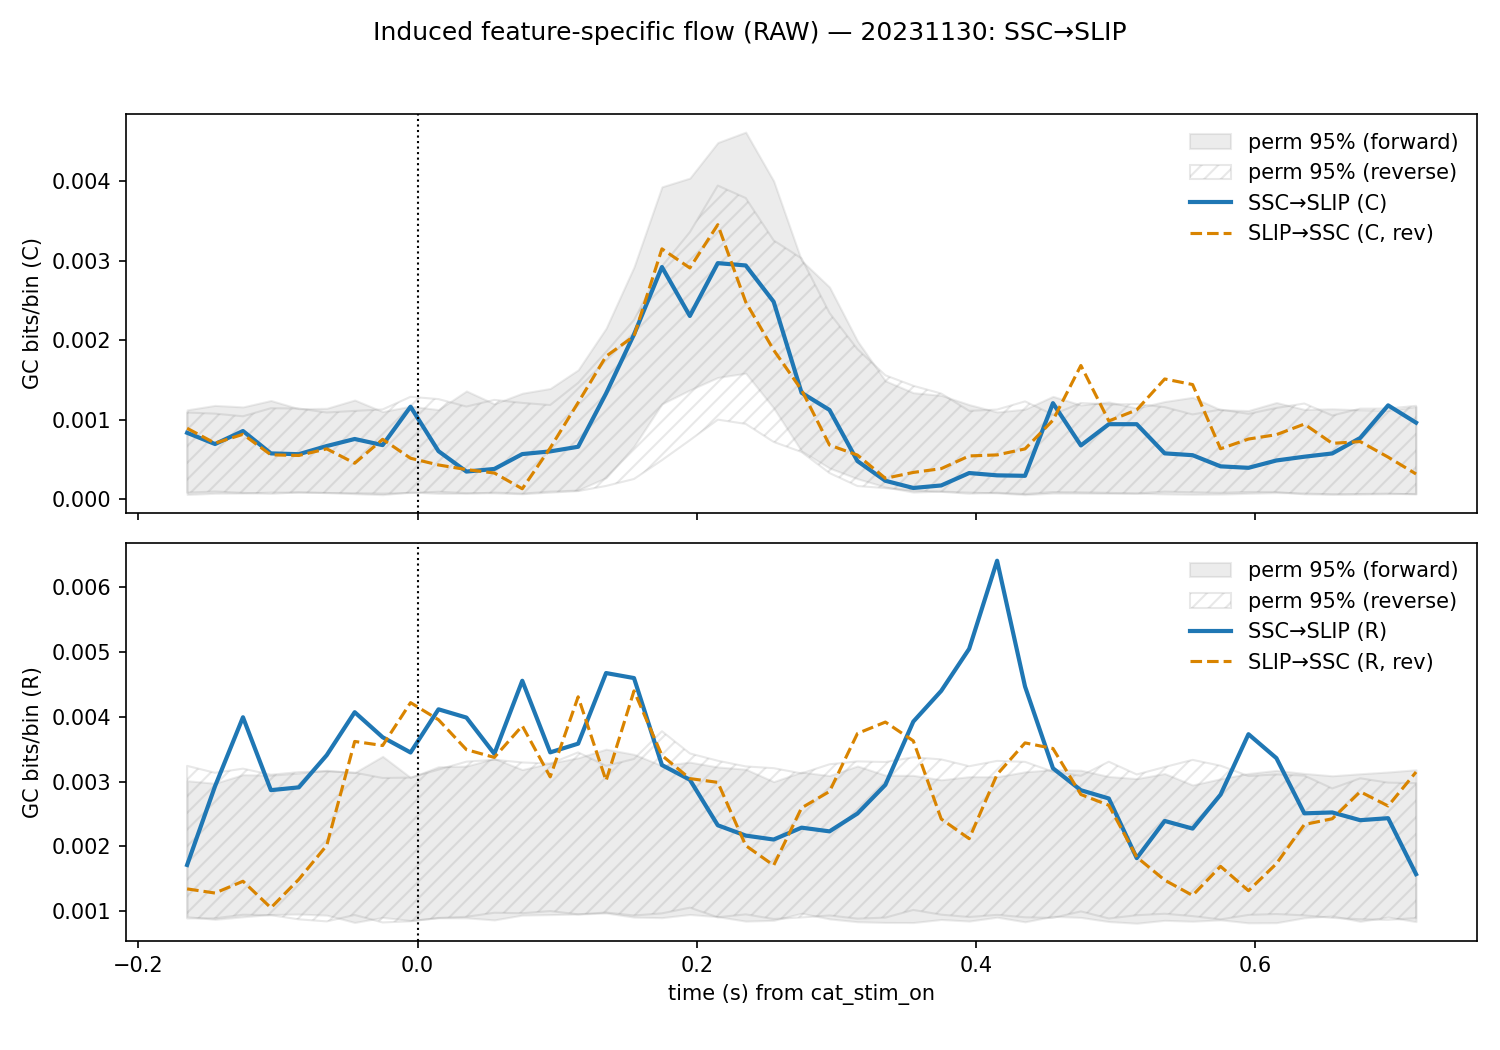 Induced feature-specific flow (RAW) — 20231130: SSC→SLIP
GC bits/bin (C)
0.004
0.003
0.002
0.001
0.000
perm 95% (forward)
perm 95% (reverse)
SSC→SLIP (C)
SLIP→SSC (C, rev)
GC bits/bin (R)
0.006
0.005
0.004
0.003
0.002
0.001
perm 95% (forward)
perm 95% (reverse)
SSC→SLIP (R)
SLIP→SSC (R, rev)
−0.2 0.0 0.2 0.4 0.6
time (s) from cat_stim_on